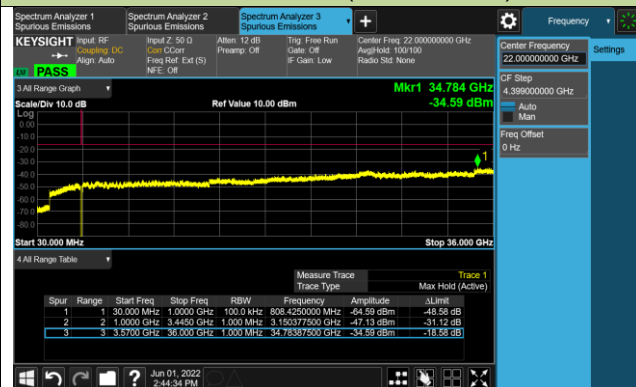 Spectrum Analyzer 1
Spurious Emissions
Spectrum Analyzer 2
Spurious Emissions
Spectrum Analyzer 3
Spurious Emissions
Frequency
KEYSIGHT
Input: RF
Coupling: DC
Align: Auto
Input Z: 50 Ω
Corr CCorr
Freq Ref: Ext (S)
NFE: Off
Atten: 12 dB
Preamp: Off
Trig: Free Run
Gate: Off
IF Gain: Low
Center Freq: 22.000000000 GHz
Avg|Hold: 100/100
Radio Std: None
PASS
Center Frequency
22.00000000 GHz
Settings
CF Step
4.399000000 GHz
Auto
Man
Freq Offset
0 Hz
3 All Range Graph
Mkr1 34.784 GHz
Scale/Div 10.0 dB
Ref Value 10.00 dBm
-34.59 dBm
Log
0.00
-10.0
-20.0
-30.0
-40.0
-50.0
-60.0
-70.0
-80.0
1
Start 30.000 MHz
Stop 36.000 GHz
4 All Range Table
Measure Trace Trace 1
Trace Type Max Hold (Active)
Spur Range Start Freq Stop Freq RBW Frequency Amplitude ΔLimit
1 1 30.000 MHz 1.0000 GHz 100.0 kHz 808.4250000 MHz -64.59 dBm -48.58 dB
2 2 1.0000 GHz 3.4450 GHz 1.000 MHz 3.150377500 GHz -47.13 dBm -31.12 dB
3 3 3.5700 GHz 36.000 GHz 1.000 MHz 34.78387500 GHz -34.59 dBm -18.58 dB
Jun 01, 2022
2:44:34 PM